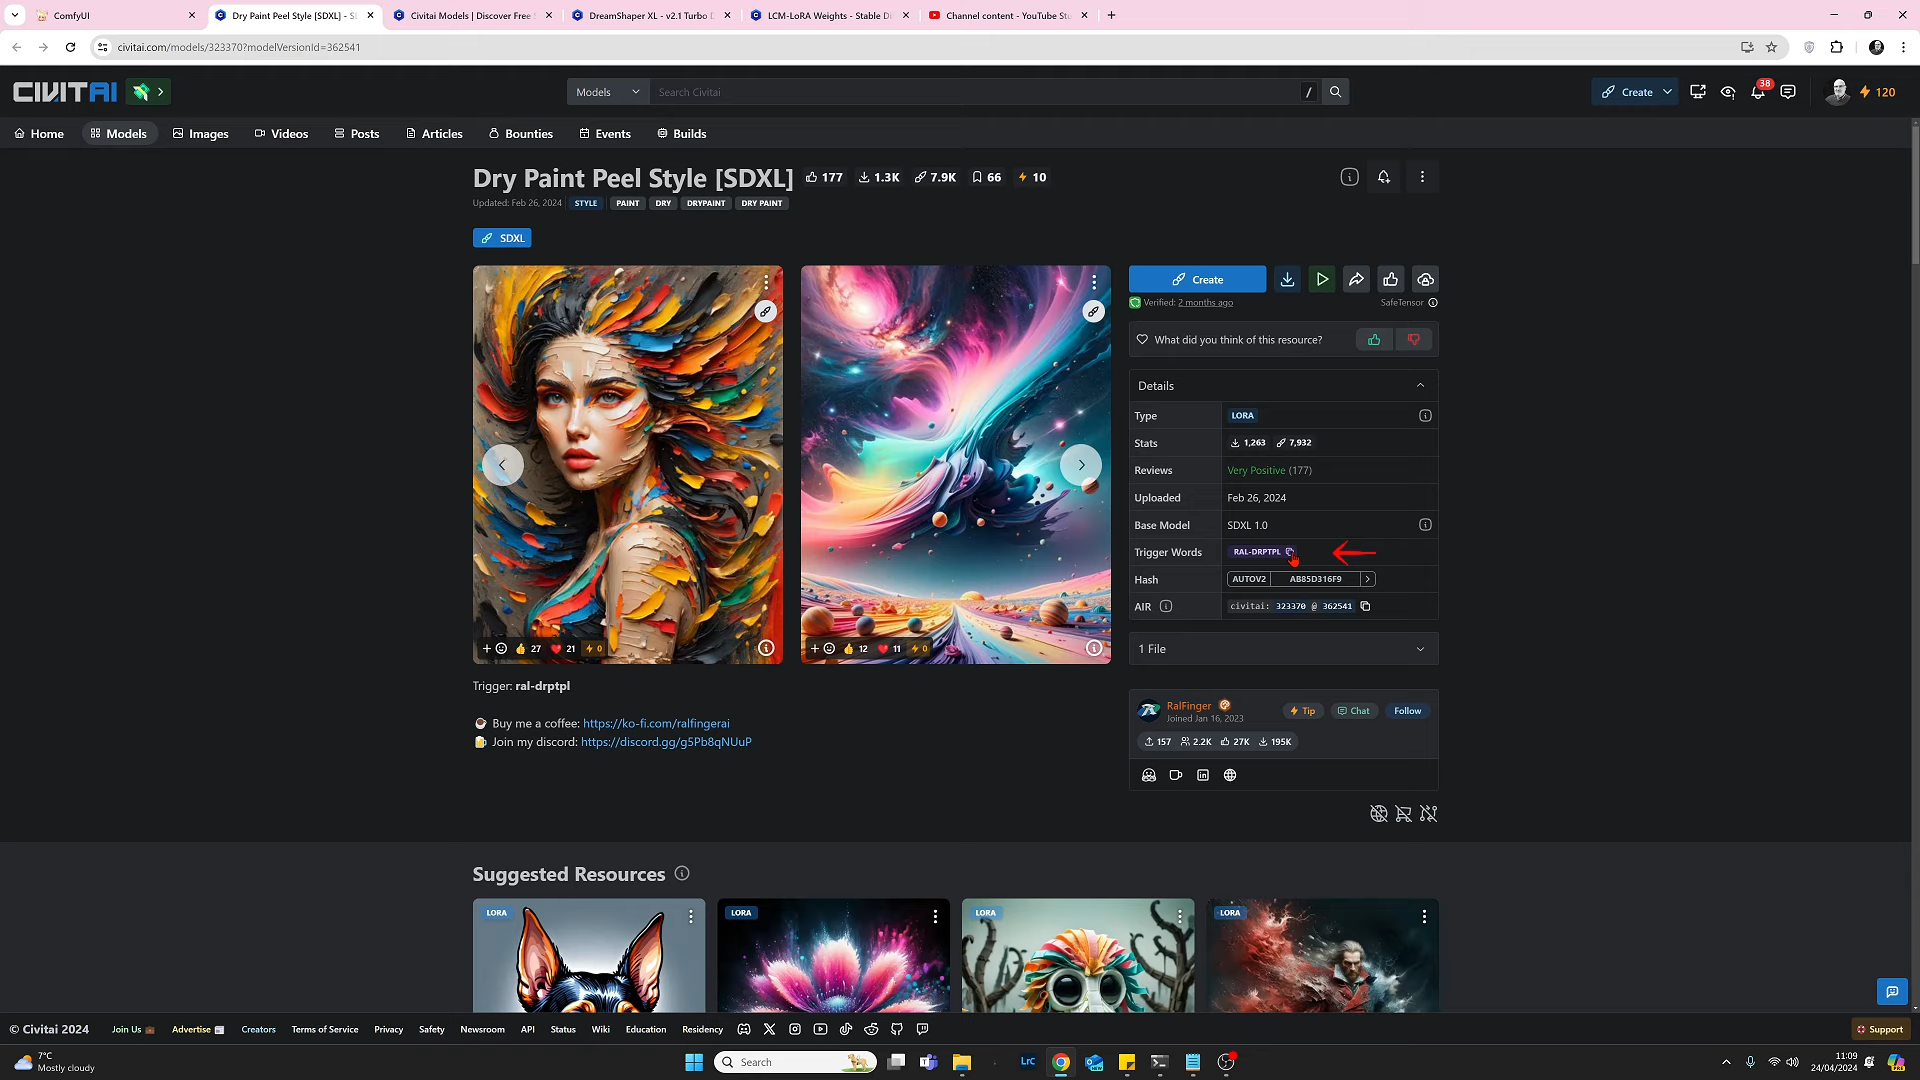 ComfyUI
Dry Paint Peel Style [SDXL] - S
Civitai Models | Discover Free S
DreamShaper XL - v2.1 Turbo D
LCM-LoRA Weights - Stable Di
Channel content - YouTube Stu
civitai.com/models/323370?modelVersionId=362541
CIVITAI
Models
Search Civitai
/
Create
38
120
Home
Models
Images
Videos
Posts
Articles
Bounties
Events
Builds
Dry Paint Peel Style [SDXL]
177
1.3K
7.9K
66
10
Updated: Feb 26, 2024
STYLE
PAINT
DRY
DRYPAINT
DRY PAINT
SDXL
Create
Verified: 2 months ago
SafeTensor
What did you think of this resource?
Details
Type
LORA
Stats
1,263
7,932
Reviews
Very Positive (177)
Uploaded
Feb 26, 2024
Base Model
SDXL 1.0
Trigger Words
RAL-DRPTPL
Hash
AUTOV2
AB85D316F9
AIR
civitai: 323370 @ 362541
27
21
0
12
11
0
1 File
Trigger: ral-drptpl
Buy me a coffee: https://ko-fi.com/ralfingerai
Join my discord: https://discord.gg/g5Pb8qNUuP
RalFinger
Joined Jan 16, 2023
Tip
Chat
Follow
157
2.2K
27K
195K
Suggested Resources
LORA
LORA
LORA
LORA
© Civitai 2024
Join Us
Advertise
Creators
Terms of Service
Privacy
Safety
Newsroom
API
Status
Wiki
Education
Residency
Support
7°C
Mostly cloudy
Search
LrC
11:09
24/04/2024